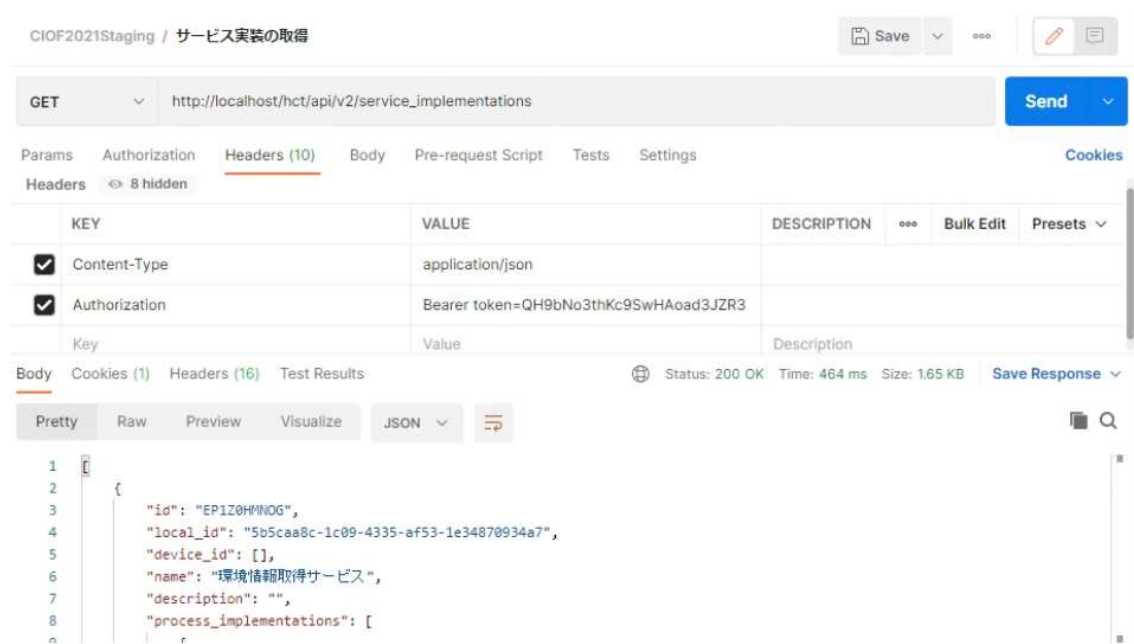 CIOF2021Staging / サービス実装の取得
Save
GET http://localhost/hct/api/v2/service_implementations Send
Params Authorization Headers (10) Body Pre-request Script Tests Settings Cookies
Headers 8 hidden
KEY VALUE DESCRIPTION Bulk Edit Presets
Content-Type application/json
Authorization Bearer token=QH9bNo3thKc9SwHAoad3JZR3
Key Value Description
Body Cookies (1) Headers (16) Test Results Status: 200 OK Time: 464 ms Size: 1.65 KB Save Response
Pretty Raw Preview Visualize JSON
1 [
2 {
3 "id": "EP1Z0HMNOG",
4 "local_id": "5b5caa8c-1c09-4335-af53-1e34870934a7",
5 "device_id": [],
6 "name": "環境情報取得サービス",
7 "description": "",
8 "process_implementations": [